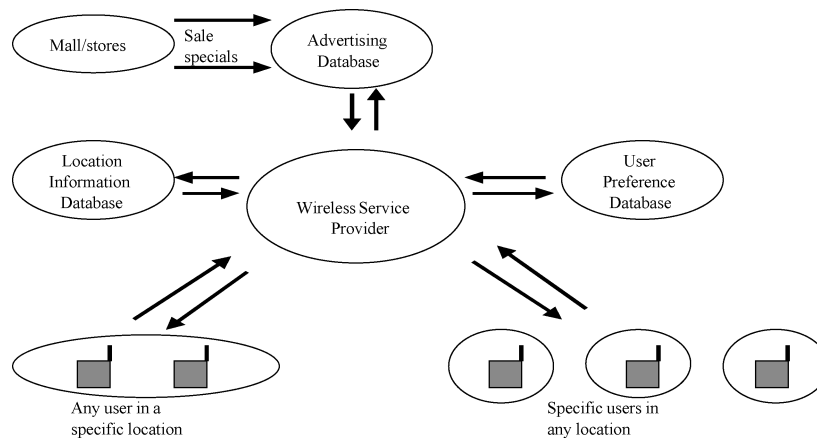 Mall/stores
Sale
specials
Advertising
Database
Location
Information
Database
Wireless Service
Provider
User
Preference
Database
Any user in a
specific location
Specific users in
any location